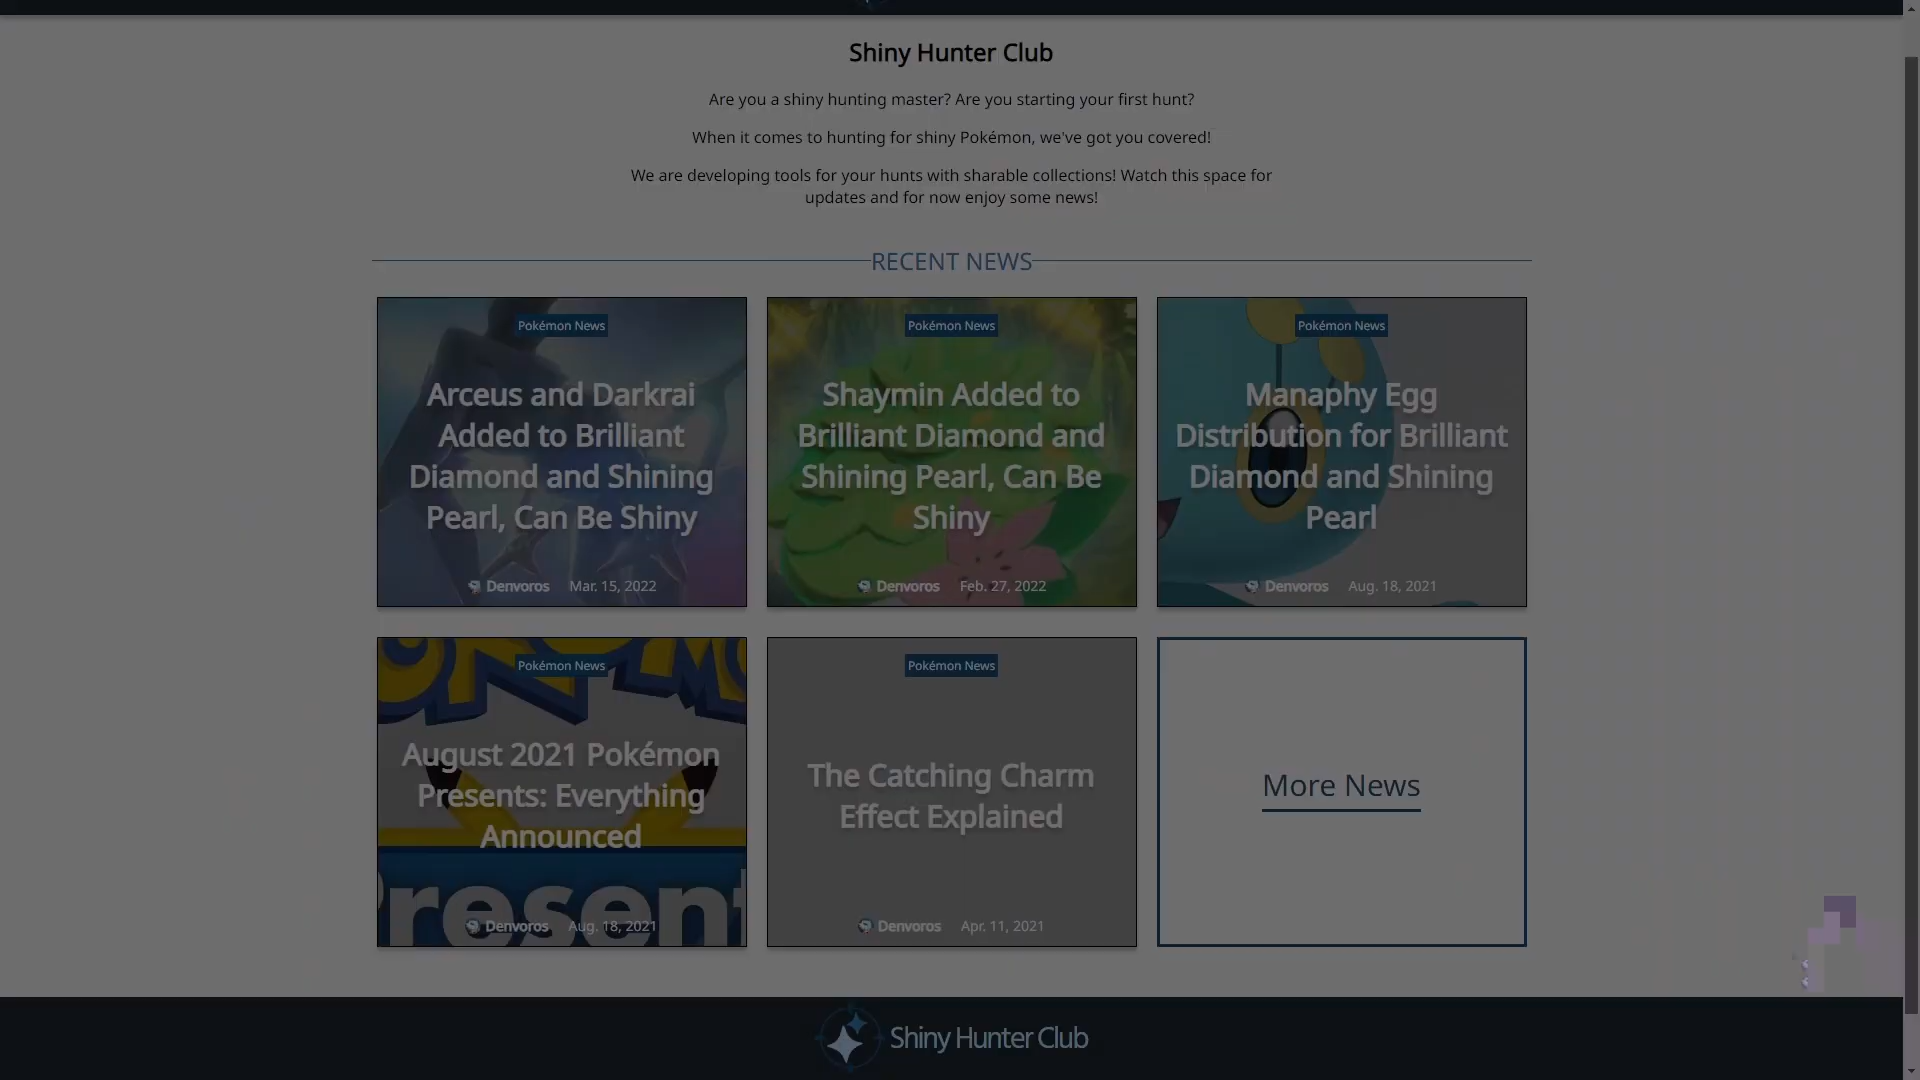 Shiny Hunter Club
Are you a shiny hunting master? Are you starting your first hunt?
When it comes to hunting for shiny Pokémon, we've got you covered!
We are developing tools for your hunts with sharable collections! Watch this space for
updates and for now enjoy some news!
RECENT NEWS
Pokémon News
Arceus and Darkrai
Added to Brilliant
Diamond and Shining
Pearl, Can Be Shiny
Denvoros Mar. 15, 2022
Pokémon News
Shaymin Added to
Brilliant Diamond and
Shining Pearl, Can Be
Shiny
Denvoros Feb. 27, 2022
Pokémon News
Manaphy Egg
Distribution for Brilliant
Diamond and Shining
Pearl
Denvoros Aug. 18, 2021
Pokémon News
August 2021 Pokémon
Presents: Everything
Announced
Presents
Denvoros Aug. 18, 2021
Pokémon News
The Catching Charm
Effect Explained
Denvoros Apr. 11, 2021
More News
Shiny Hunter Club